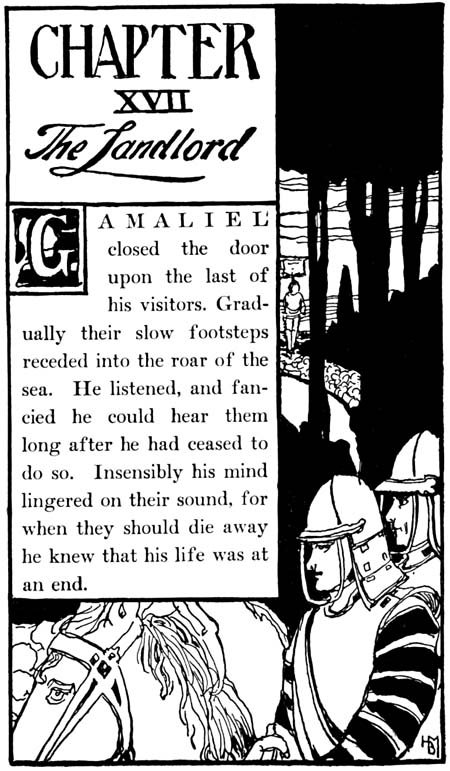 CHAPTER
XVII
The Landlord
GAMALIEL
closed the door
upon the last of
his visitors. Grad-
ually their slow footsteps
receded into the roar of the
sea. He listened, and fan-
cied he could hear them
long after he had ceased to
do so. Insensibly his mind
lingered on their sound, for
when they should die away
he knew that his life was at
an end.